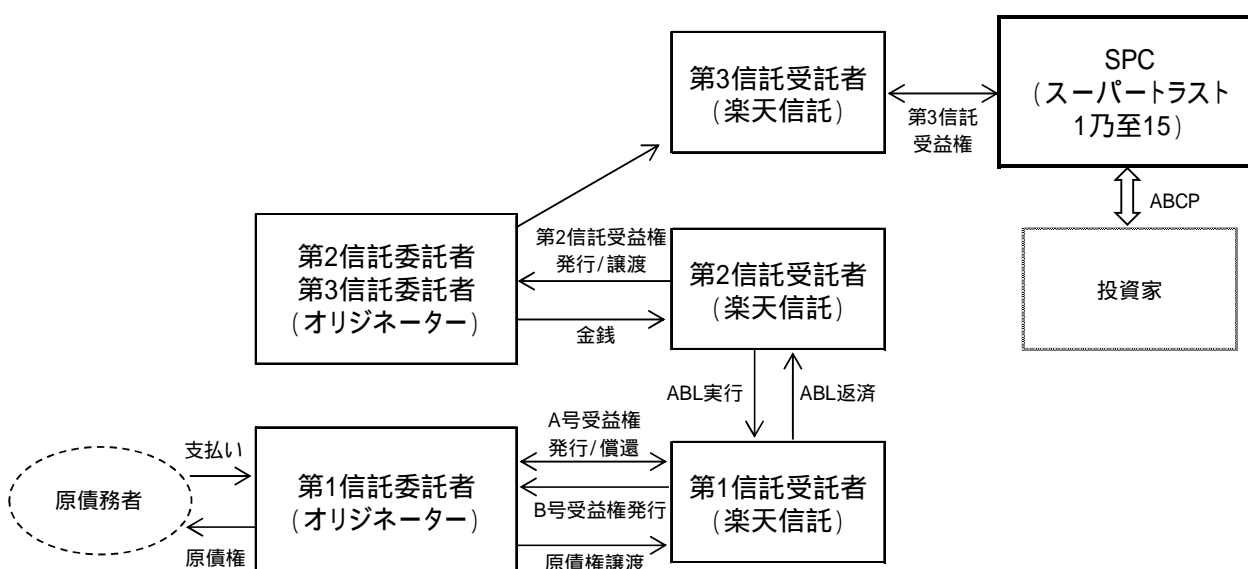 第3信託受託者
(楽天信託)
第3信託
受益権
SPC
(スーパートラスト
1乃至15)
ABCP
投資家
第2信託委託者
第3信託委託者
(オリジネーター)
第2信託受益権
発行/譲渡
金銭
第2信託受託者
(楽天信託)
ABL実行
ABL返済
原債務者
支払い
原債権
第1信託委託者
(オリジネーター)
A号受益権
発行/償還
B号受益権発行
原債権譲渡
第1信託受託者
(楽天信託)